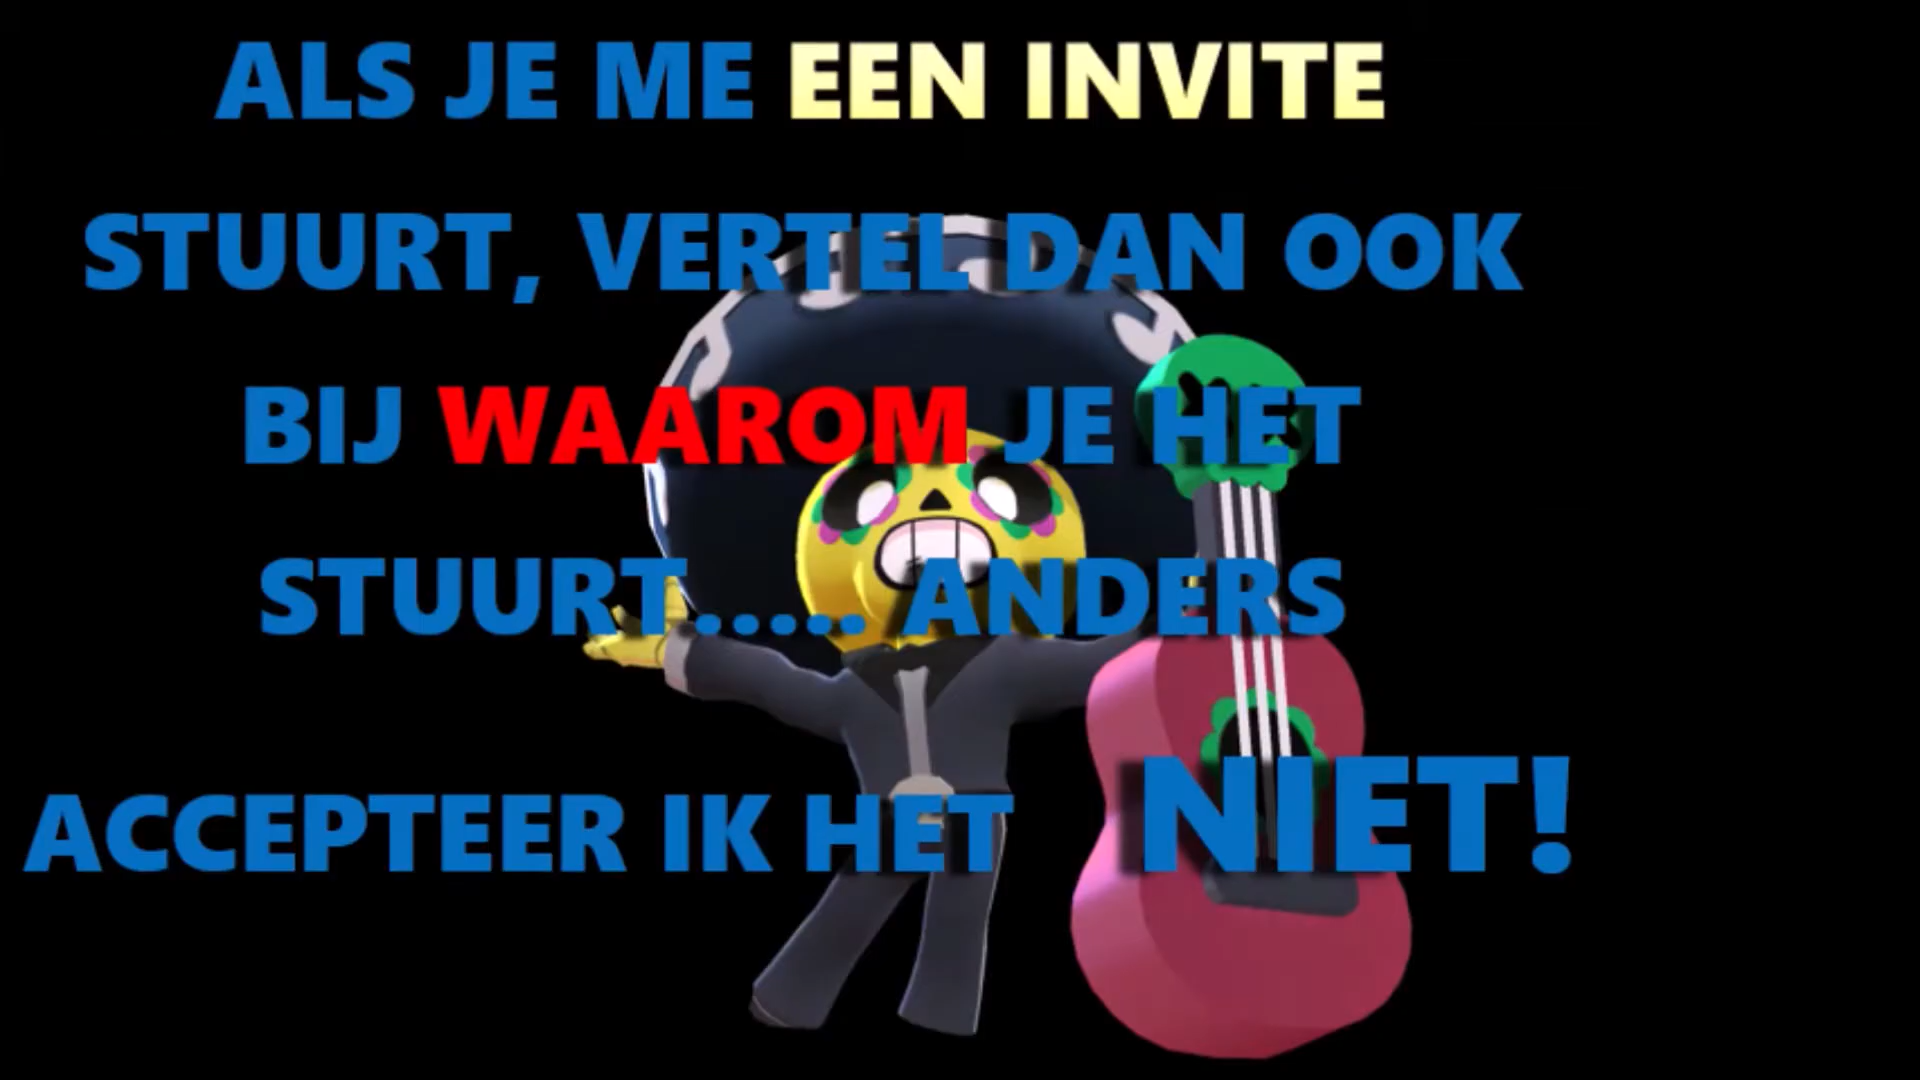 ALS JE ME EEN INVITE
STUURT, VERTEL DAN OOK
BIJ WAAROM JE HET
STUURT..... ANDERS
ACCEPTEER IK HET NIET!